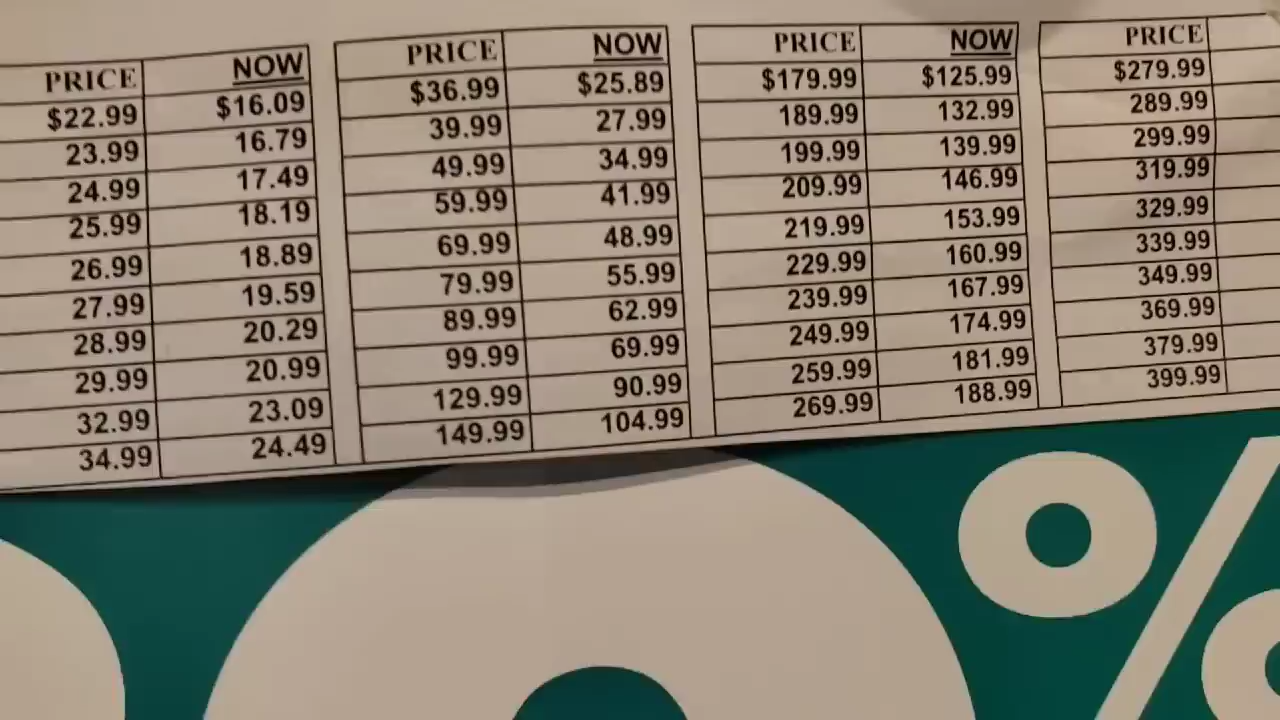 PRICE NOW PRICE NOW PRICE NOW PRICE
$22.99 $16.09 $36.99 $25.89 $179.99 $125.99 $279.99
23.99 16.79 39.99 27.99 189.99 132.99 289.99
24.99 17.49 49.99 34.99 199.99 139.99 299.99
25.99 18.19 59.99 41.99 209.99 146.99 319.99
26.99 18.89 69.99 48.99 219.99 153.99 329.99
27.99 19.59 79.99 55.99 229.99 160.99 339.99
28.99 20.29 89.99 62.99 239.99 167.99 349.99
29.99 20.99 99.99 69.99 249.99 174.99 369.99
32.99 23.09 129.99 90.99 259.99 181.99 379.99
34.99 24.49 149.99 104.99 269.99 188.99 399.99
%